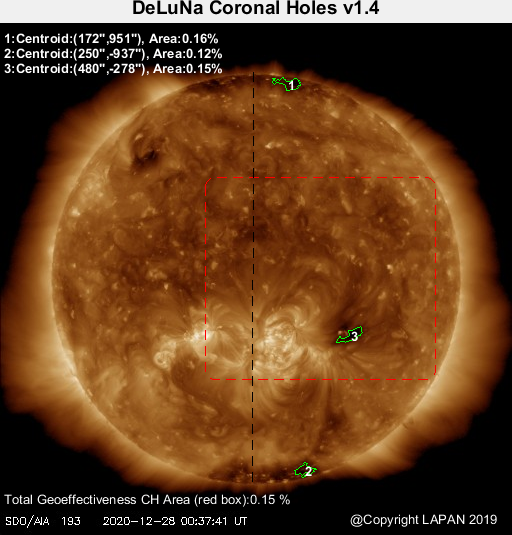 DeLuNa Coronal Holes v1.4
1:Centroid:(172",951"), Area:0.16%
2:Centroid:(250",-937"), Area:0.12%
3:Centroid:(480",-278"), Area:0.15%
1
3
2
Total Geoeffectiveness CH Area (red box):0.15 %
SDO/AIA 193 2020-12-28 00:37:41 UT
@Copyright LAPAN 2019